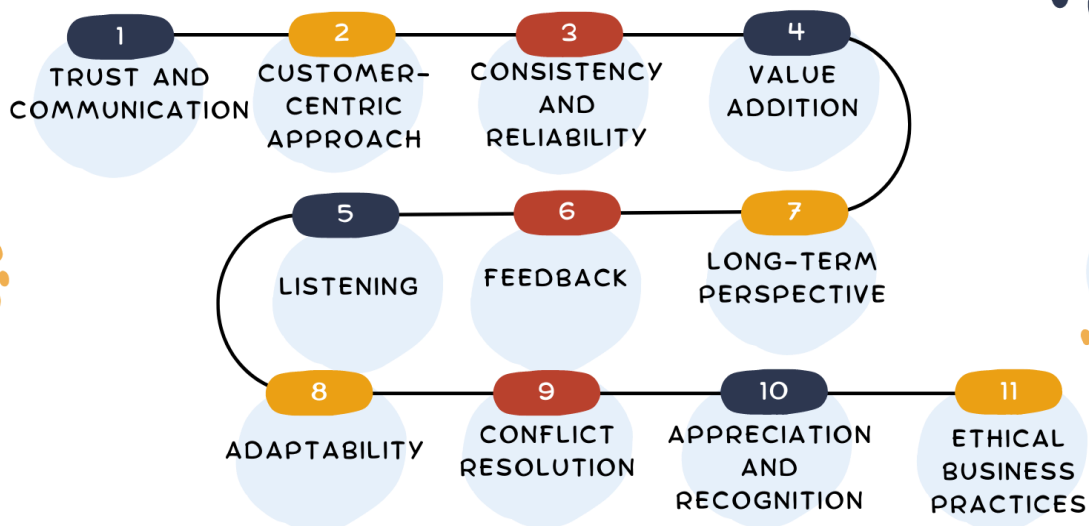 1
TRUST AND
COMMUNICATION
2
CUSTOMER-
CENTRIC
APPROACH
3
CONSISTENCY
AND
RELIABILITY
4
VALUE
ADDITION
5
LISTENING
6
FEEDBACK
7
LONG-TERM
PERSPECTIVE
8
ADAPTABILITY
9
CONFLICT
RESOLUTION
10
APPRECIATION
AND
RECOGNITION
11
ETHICAL
BUSINESS
PRACTICES